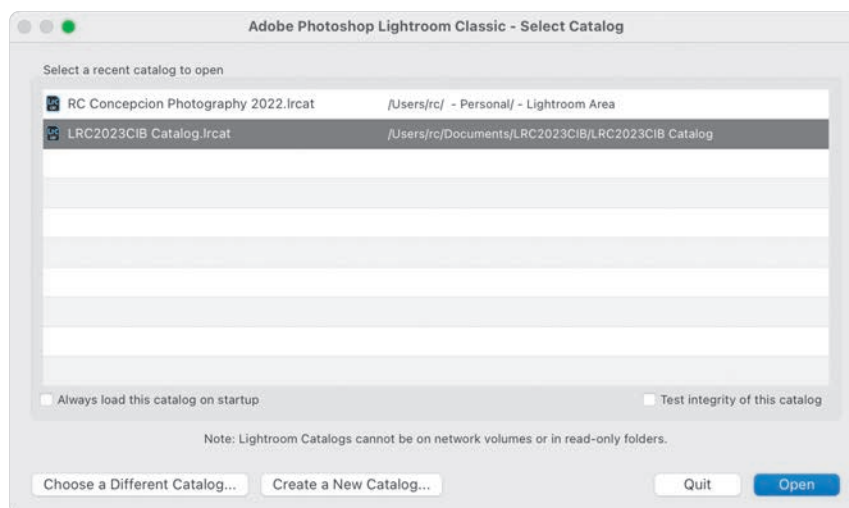 Adobe Photoshop Lightroom Classic - Select Catalog
Select a recent catalog to open
RC Concepcion Photography 2022.lrcat /Users/rc/ - Personal/ - Lightroom Area
LRC2023CIB Catalog.lrcat /Users/rc/Documents/LRC2023CIB/LRC2023CIB Catalog
Always load this catalog on startup Test integrity of this catalog
Note: Lightroom Catalogs cannot be on network volumes or in read-only folders.
Choose a Different Catalog... Create a New Catalog... Quit Open